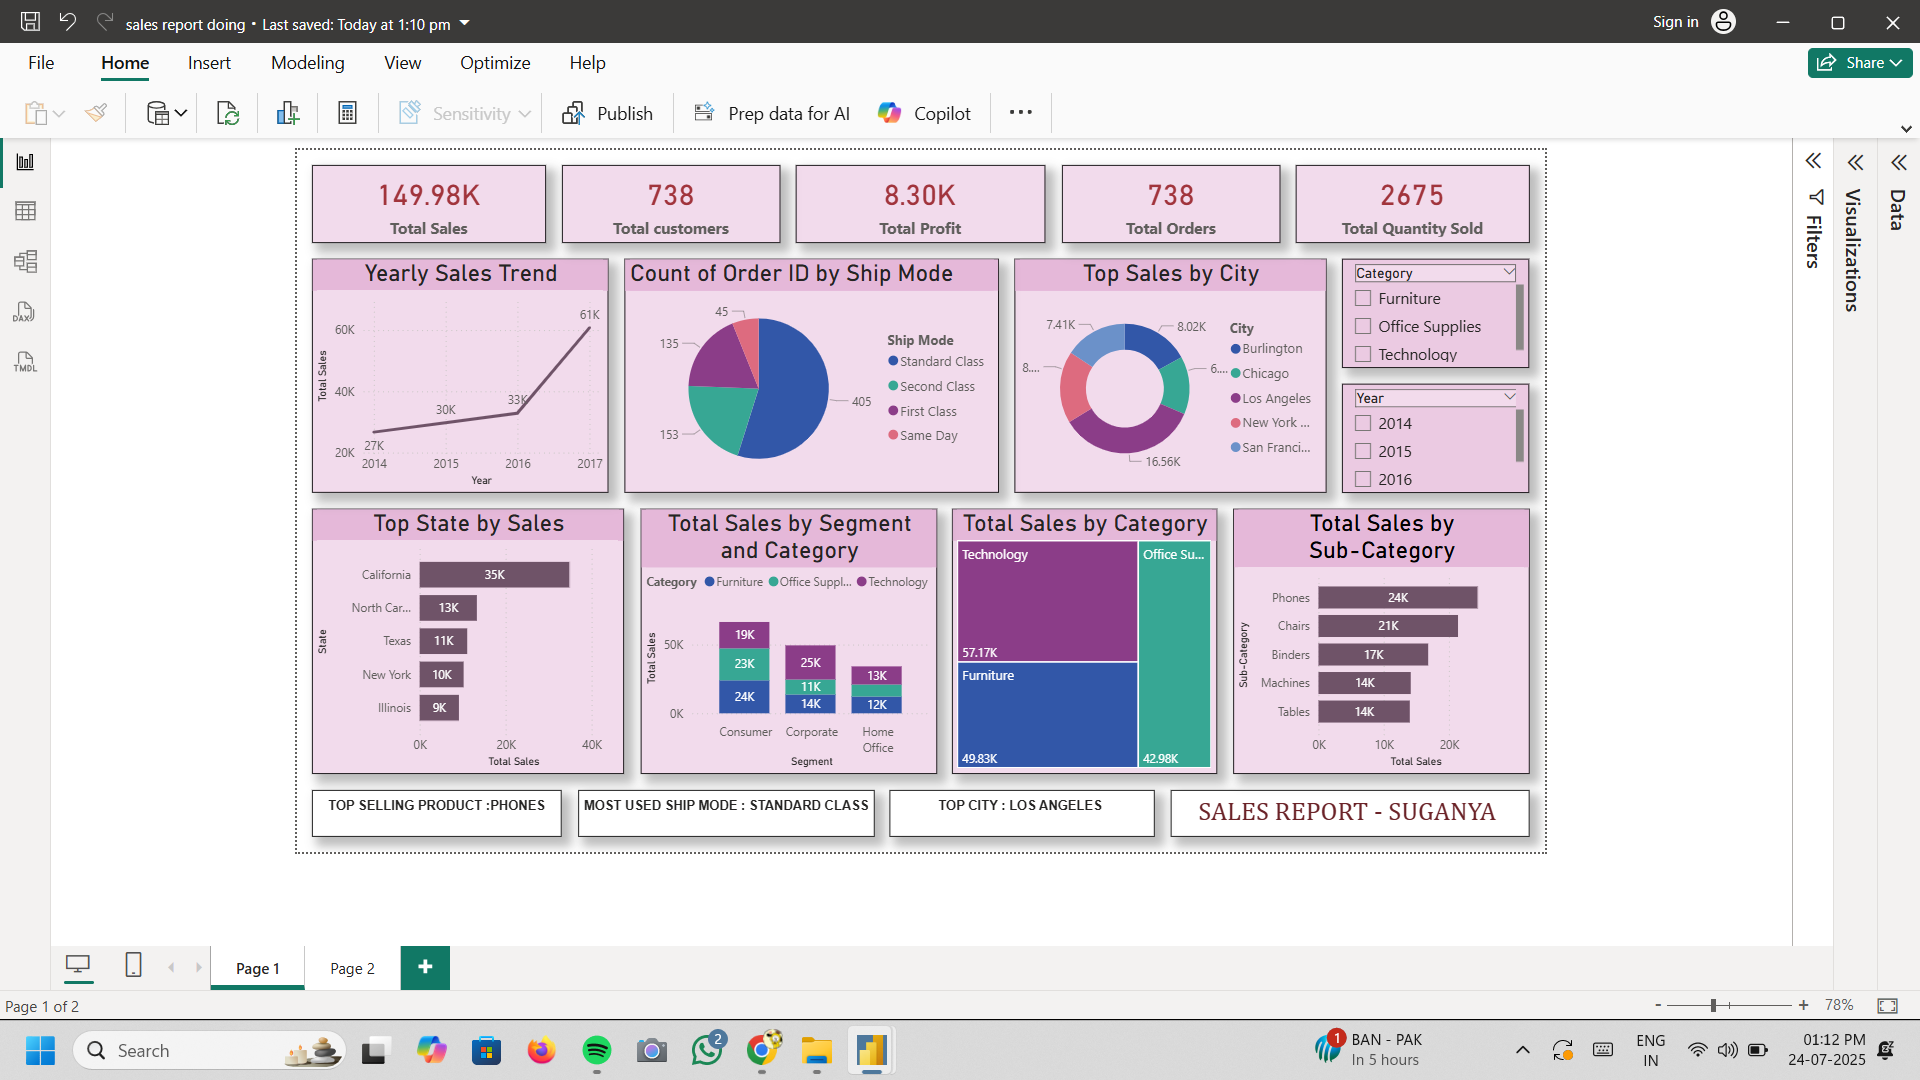 sales report doing • Last saved: Today at 1:10 pm
Sign in
File
Home
Insert
Modeling
View
Optimize
Help
Share
Sensitivity
Publish
Prep data for AI
Copilot
DAX
TMDL
Filters
Visualizations
Data
149.98K
Total Sales
738
Total customers
8.30K
Total Profit
738
Total Orders
2675
Total Quantity Sold
Yearly Sales Trend
Total Sales
60K
40K
20K
27K
30K
33K
61K
2014
2015
2016
2017
Year
Count of Order ID by Ship Mode
45
135
153
405
Ship Mode
Standard Class
Second Class
First Class
Same Day
Top Sales by City
7.41K
8.02K
8....
6....
16.56K
City
Burlington
Chicago
Los Angeles
New York ...
San Franci...
Category
Furniture
Office Supplies
Technology
Year
2014
2015
2016
Top State by Sales
State
California
35K
North Car...
13K
Texas
11K
New York
10K
Illinois
9K
0K
20K
40K
Total Sales
Total Sales by Segment
and Category
Category
Furniture
Office Suppl...
Technology
Total Sales
50K
0K
19K
23K
24K
25K
11K
14K
13K
12K
Consumer
Corporate
Home
Office
Segment
Total Sales by Category
Technology
57.17K
Furniture
49.83K
Office Su...
42.98K
Total Sales by
Sub-Category
Sub-Category
Phones
24K
Chairs
21K
Binders
17K
Machines
14K
Tables
14K
0K
10K
20K
Total Sales
TOP SELLING PRODUCT :PHONES
MOST USED SHIP MODE : STANDARD CLASS
TOP CITY : LOS ANGELES
SALES REPORT - SUGANYA
Page 1
Page 2
Page 1 of 2
78%
Search
2
1
BAN - PAK
In 5 hours
ENG
IN
01:12 PM
24-07-2025